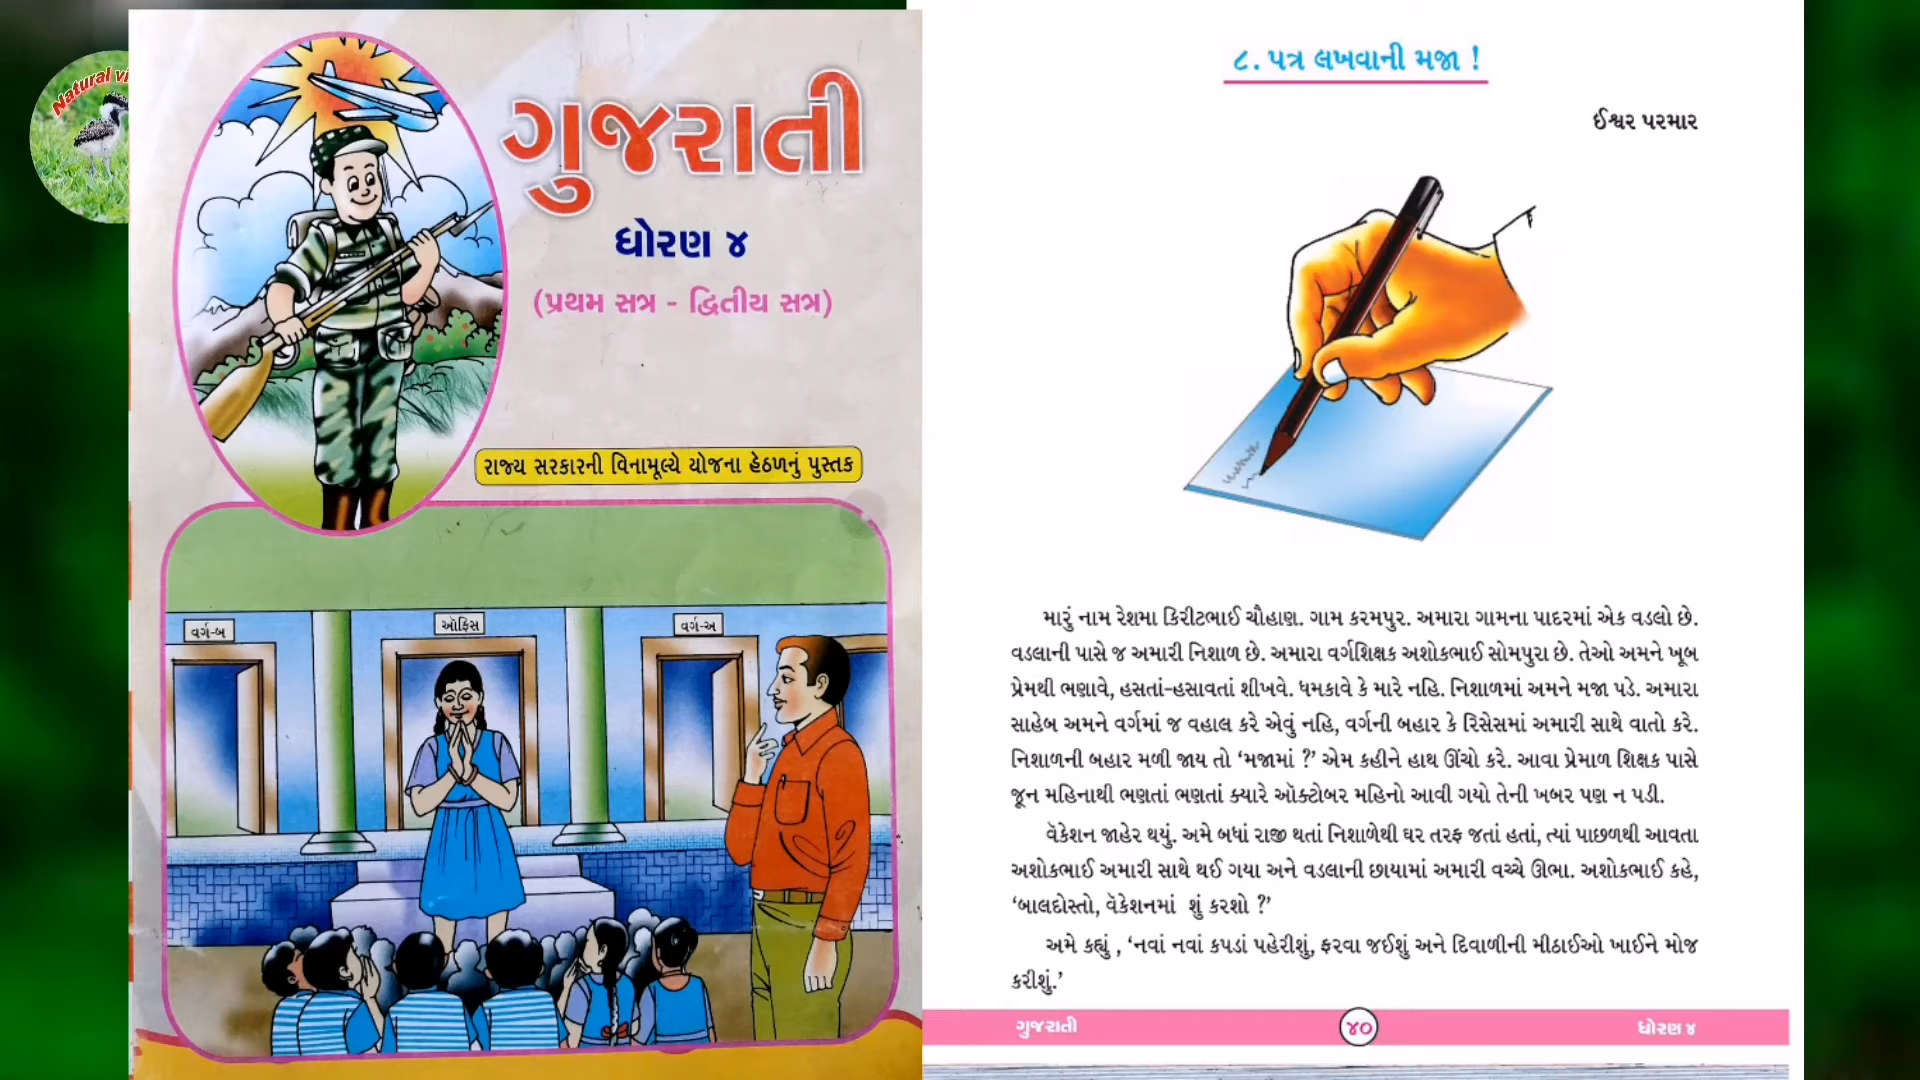 Natural
ગુજરાતી
ધોરણ ૪
(પ્રથમ સત્ર - દ્વિતીય સત્ર)
રાજ્ય સરકારની વિનામૂલ્યે યોજના હેઠળનું પુસ્તક
વર્ગ-બ
ઑફિસ
વર્ગ-અ
૮. પત્ર લખવાની મજા !
ઈશ્વર પરમાર
મારું નામ રેશમા કિરીટભાઈ ચૌહાણ. ગામ કરમપુર. અમારા ગામના પાદરમાં એક વડલો છે.
વડલાની પાસે જ અમારી નિશાળ છે. અમારા વર્ગશિક્ષક અશોકભાઈ સોમપુરા છે. તેઓ અમને ખૂબ
પ્રેમથી ભણાવે, હસતાં-હસાવતાં શીખવે. ધમકાવે કે મારે નહિ. નિશાળમાં અમને મજા પડે. અમારા
સાહેબ અમને વર્ગમાં જ વહાલ કરે એવું નહિ, વર્ગની બહાર કે રિસેસમાં અમારી સાથે વાતો કરે.
નિશાળની બહાર મળી જાય તો ‘મજામાં ?’ એમ કહીને હાથ ઊંચો કરે. આવા પ્રેમાળ શિક્ષક પાસે
જૂન મહિનાથી ભણતાં ભણતાં ક્યારે ઑક્ટોબર મહિનો આવી ગયો તેની ખબર પણ ન પડી.
વૅકેશન જાહેર થયું. અમે બધાં રાજી થતાં નિશાળેથી ઘર તરફ જતાં હતાં, ત્યાં પાછળથી આવતા
અશોકભાઈ અમારી સાથે થઈ ગયા અને વડલાની છાયામાં અમારી વચ્ચે ઊભા. અશોકભાઈ કહે,
‘બાલદોસ્તો, વૅકેશનમાં શું કરશો ?’
અમે કહ્યું , ‘નવાં નવાં કપડાં પહેરીશું, ફરવા જઈશું અને દિવાળીની મીઠાઈઓ ખાઈને મોજ
કરીશું.’
ગુજરાતી
૪૦
ધોરણ ૪